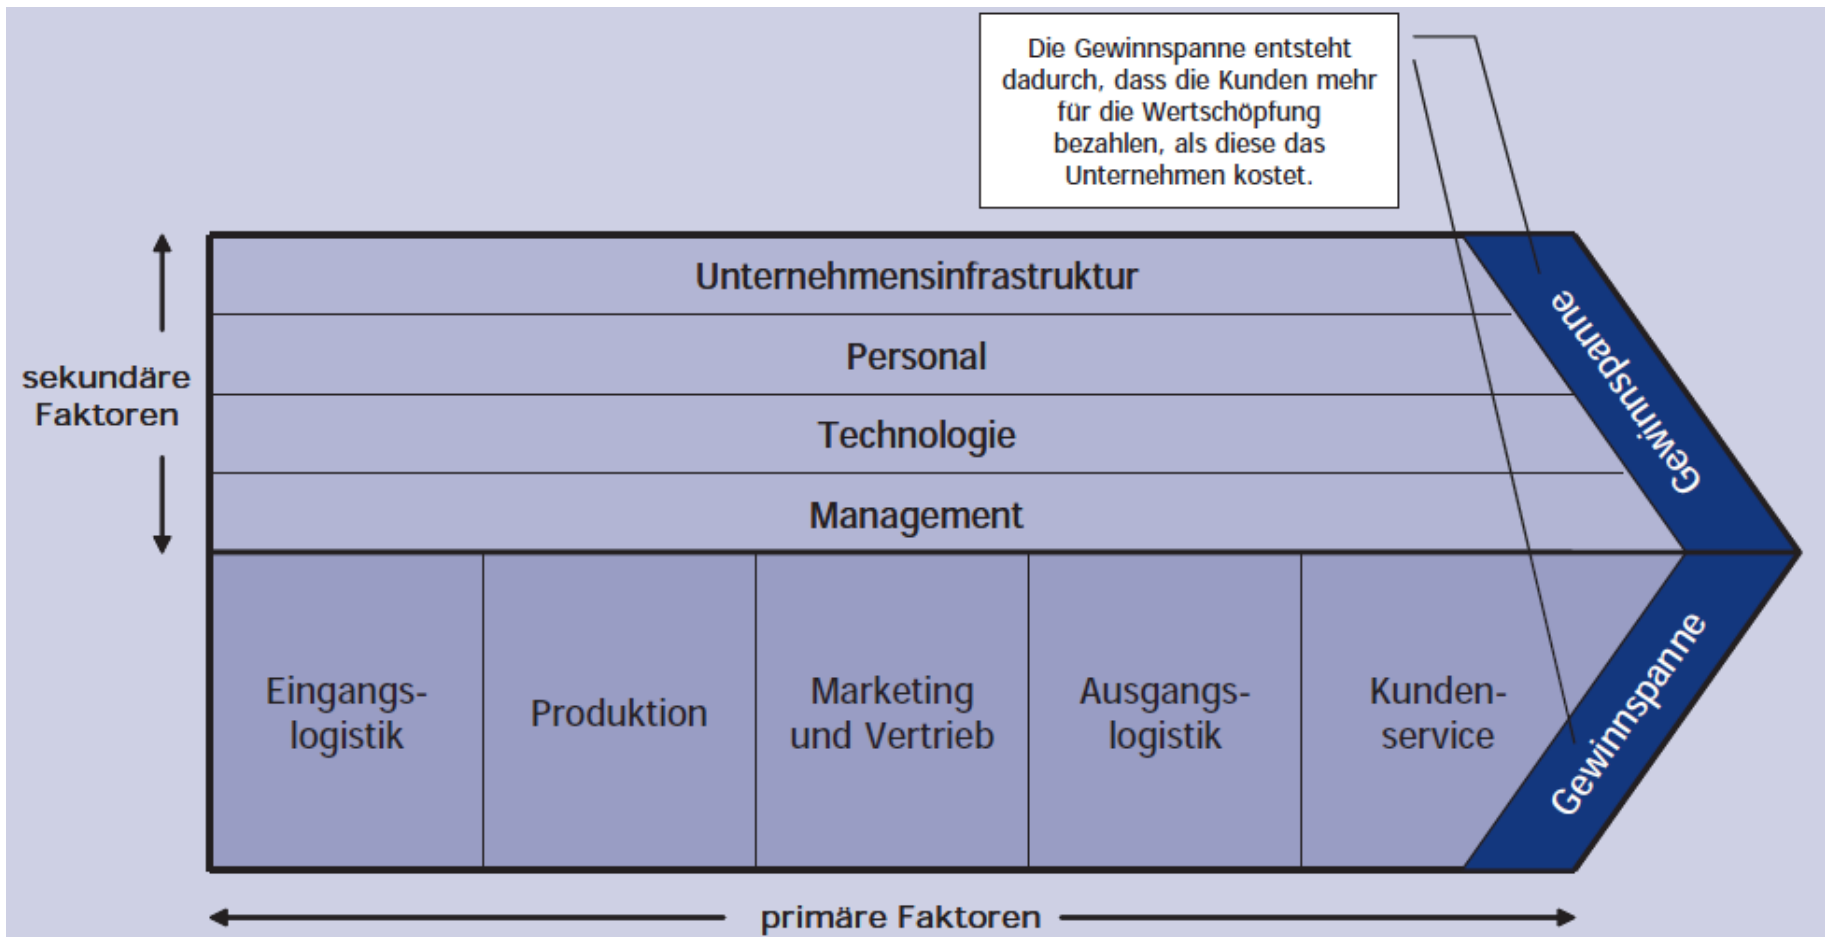 Die Gewinnspanne entsteht
dadurch, dass die Kunden mehr
für die Wertschöpfung
bezahlen, als diese das
Unternehmen kostet.
sekundäre
Faktoren
Unternehmensinfrastruktur
Personal
Technologie
Management
Gewinnspanne
Eingangs-
logistik
Produktion
Marketing
und Vertrieb
Ausgangs-
logistik
Kunden-
service
Gewinnspanne
primäre Faktoren